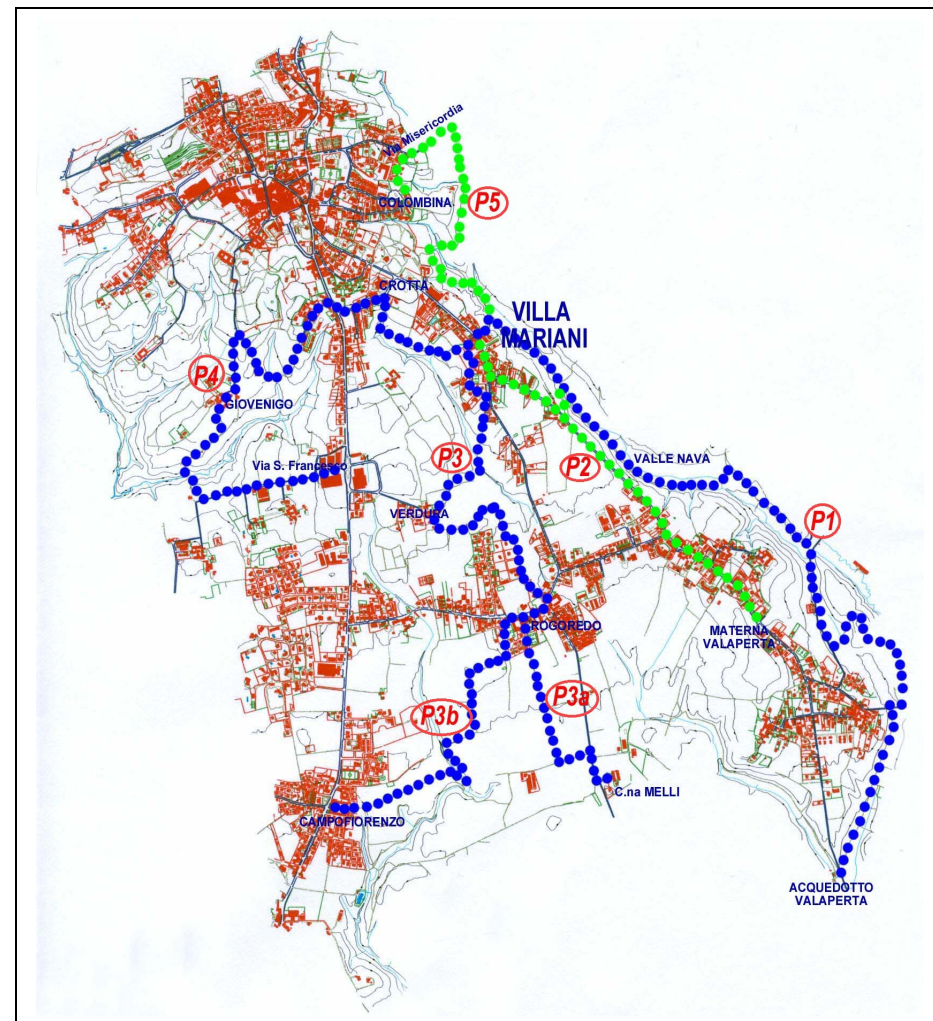 Via Misericordia
COLOMBINA
P5
CROTTA
VILLA
MARIANI
P4
GIOVENIGO
Via S. Francesco
P3
P2
VALLE NAVA
VERDURA
P1
ROGOREDO
MATERNA
VALAPERTA
P3b
P3a
C.na MELLI
CAMPOFIORENZO
ACQUEDOTTO
VALAPERTA